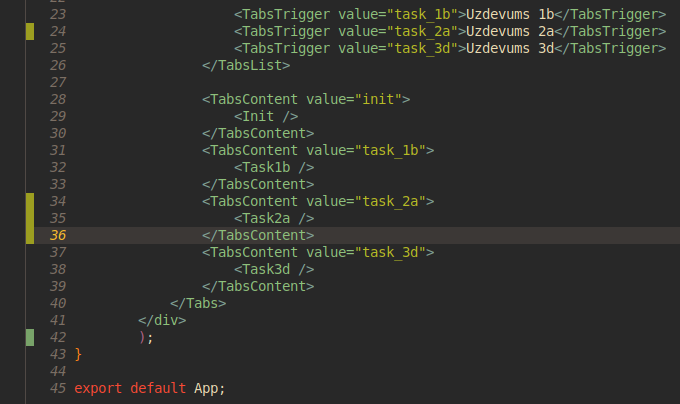 23 <TabsTrigger value="task_1b">Uzdevums 1b</TabsTrigger>
24 <TabsTrigger value="task_2a">Uzdevums 2a</TabsTrigger>
25 <TabsTrigger value="task_3d">Uzdevums 3d</TabsTrigger>
26 </TabsList>
27
28 <TabsContent value="init">
29 <Init />
30 </TabsContent>
31 <TabsContent value="task_1b">
32 <Task1b />
33 </TabsContent>
34 <TabsContent value="task_2a">
35 <Task2a />
36 </TabsContent>
37 <TabsContent value="task_3d">
38 <Task3d />
39 </TabsContent>
40 </Tabs>
41 </div>
42 );
43 }
44
45 export default App;